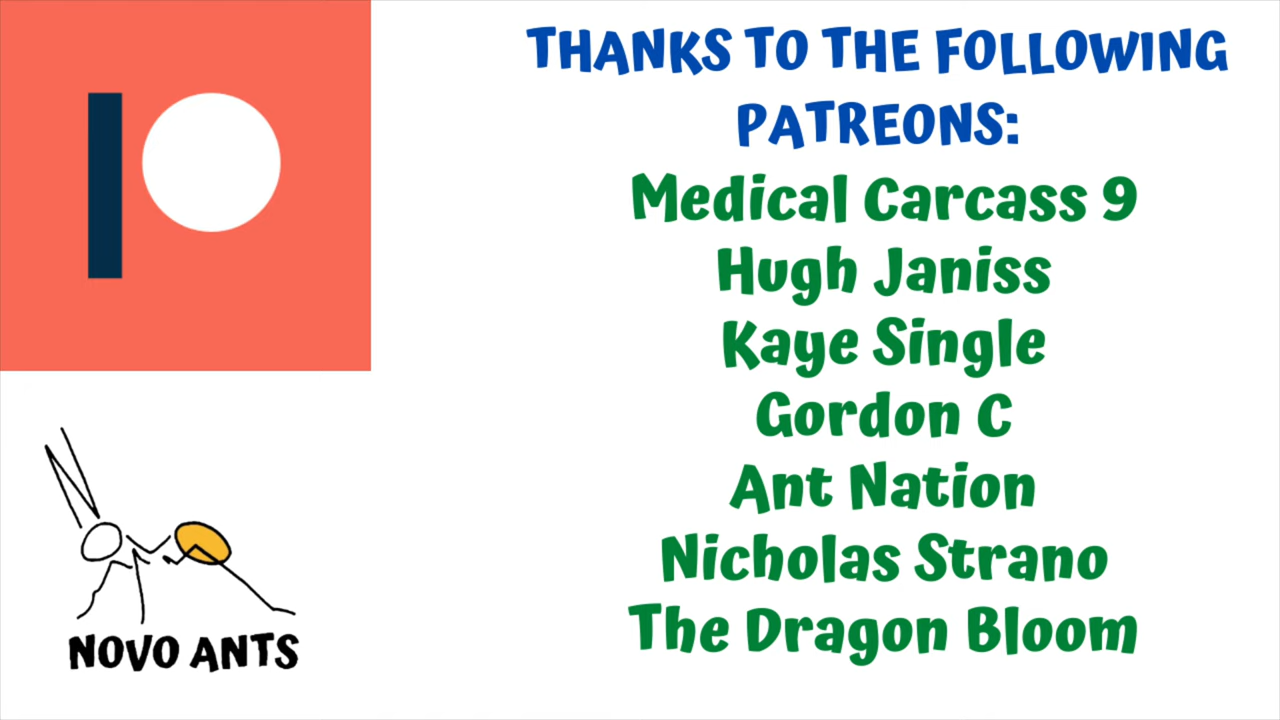 THANKS TO THE FOLLOWING
PATREONS:
Medical Carcass 9
Hugh Janiss
Kaye Single
Gordon C
Ant Nation
Nicholas Strano
The Dragon Bloom
NOVO ANTS